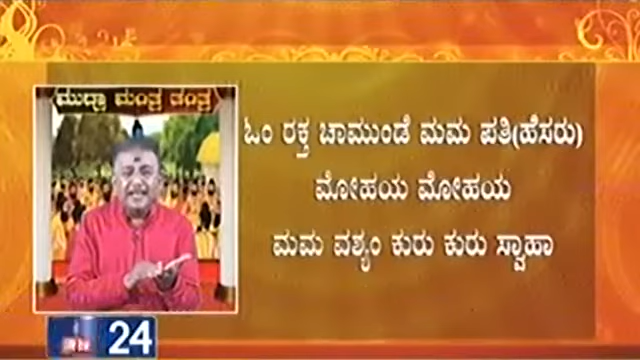 ಮುದ್ರಾ ಮಂತ್ರ ತಂತ್ರ
ಓಂ ರಕ್ತ ಚಾಮುಂಡೆ ಮಮ ಪತಿ(ಹೆಸರು)
ಮೋಹಯ ಮೋಹಯ
ಮಮ ವಶ್ಯಂ ಕುರು ಕುರು ಸ್ವಾಹಾ
24